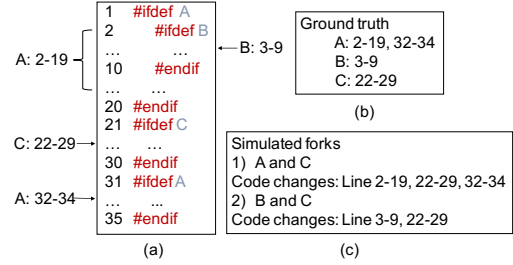 1 #ifdef A
2 #ifdef B
... ...
10 #endif
... ...
20 #endif
21 #ifdef C
... ...
30 #endif
31 #ifdef A
... ...
35 #endif
A: 2-19
C: 22-29
A: 32-34
B: 3-9
(a)
Ground truth
A: 2-19, 32-34
B: 3-9
C: 22-29
(b)
Simulated forks
1) A and C
Code changes: Line 2-19, 22-29, 32-34
2) B and C
Code changes: Line 3-9, 22-29
(c)